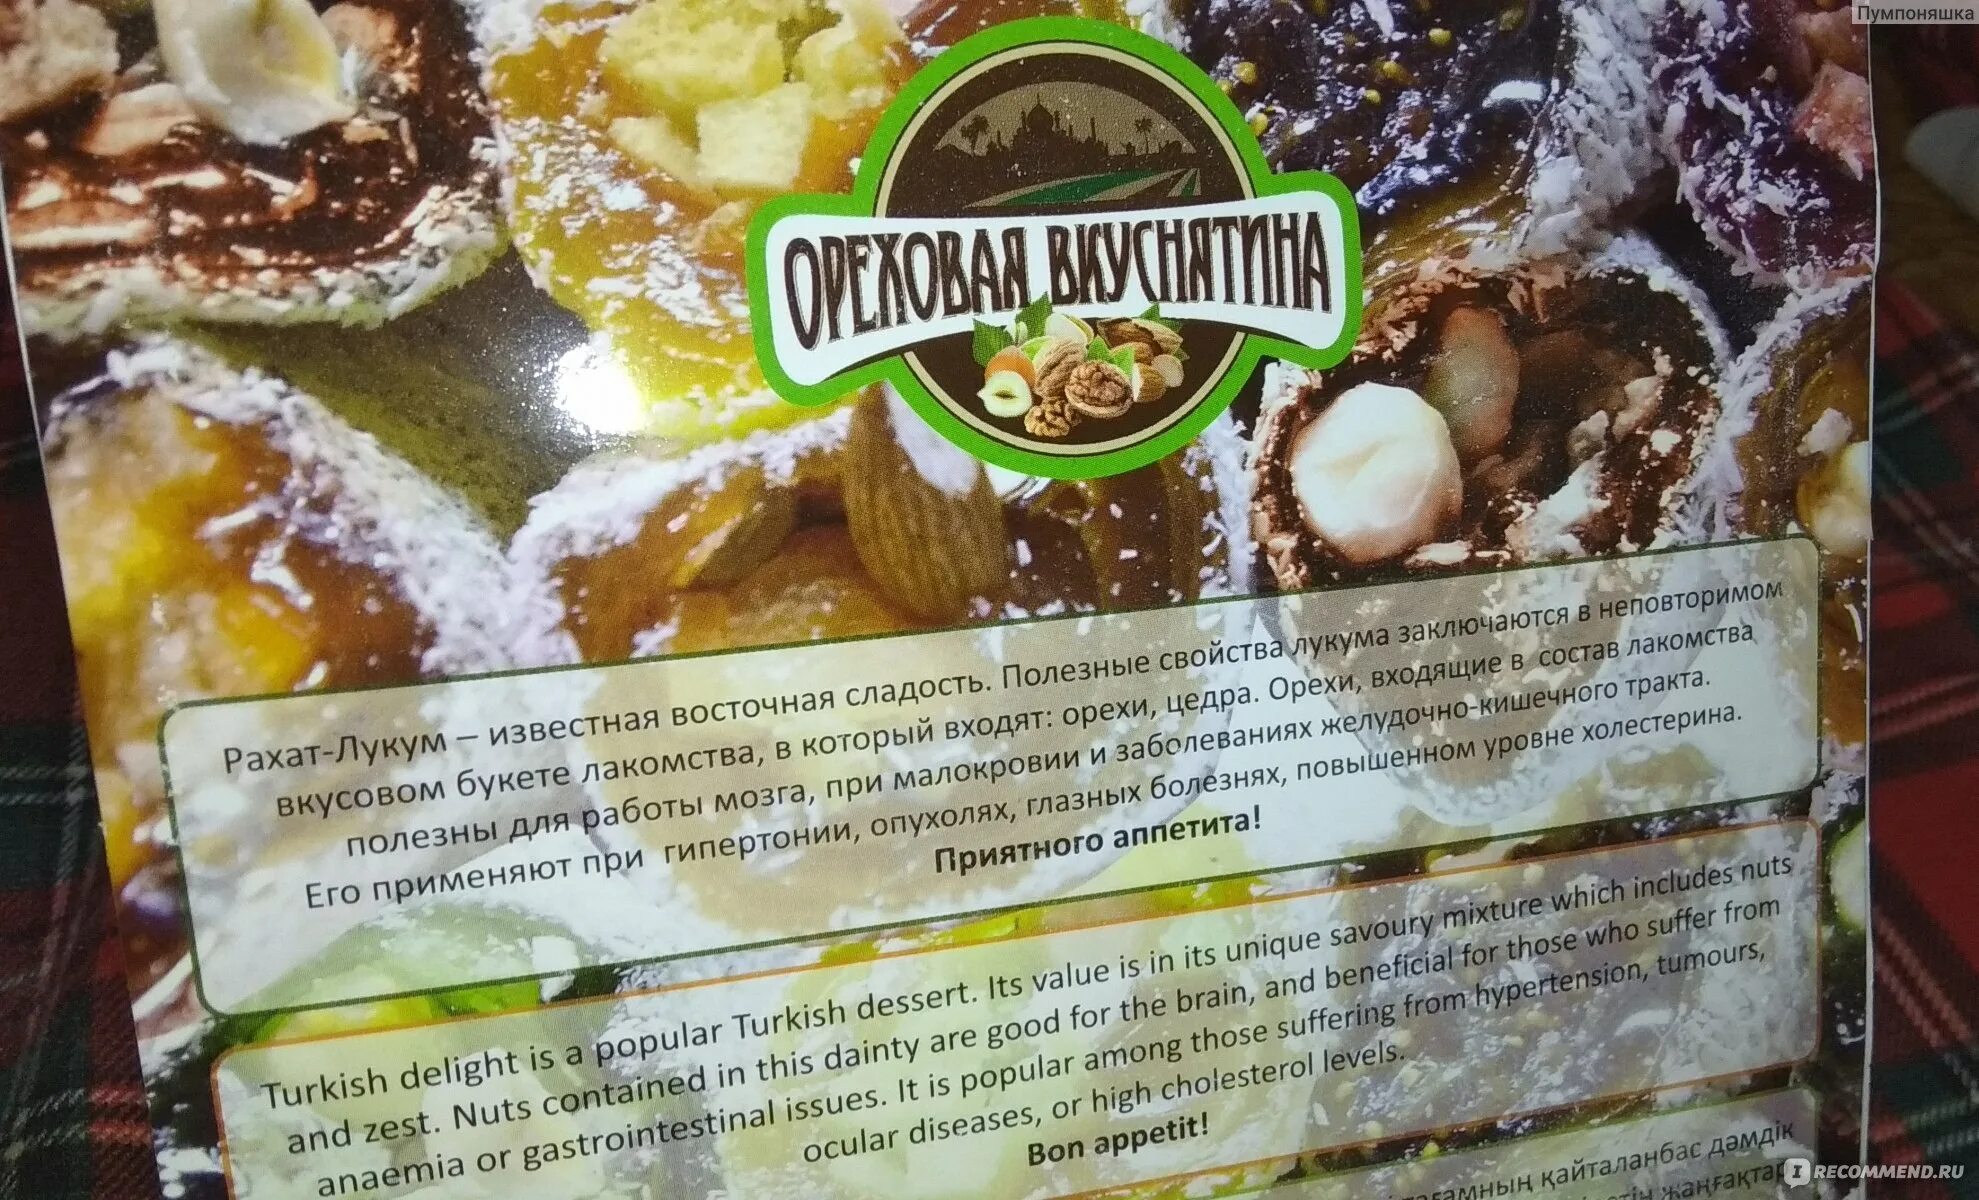 Пумпоняшка
ОРЕХОВАЯ ВКУСНЯТИНА
Рахат-Лукум – известная восточная сладость. Полезные свойства лукума заключаются в неповторимом
вкусовом букете лакомства, в который входят: орехи, цедра. Орехи, входящие в состав лакомства
полезны для работы мозга, при малокровии и заболеваниях желудочно-кишечного тракта.
Его применяют при гипертонии, опухолях, глазных болезнях, повышенном уровне холестерина.
Приятного аппетита!
Turkish delight is a popular Turkish dessert. Its value is in its unique savoury mixture which includes nuts
and zest. Nuts contained in this dainty are good for the brain, and beneficial for those who suffer from
anaemia or gastrointestinal issues. It is popular among those suffering from hypertension, tumours,
ocular diseases, or high cholesterol levels.
Bon appetit!
қайталанбас дәмдік
RECOMMEND.RU